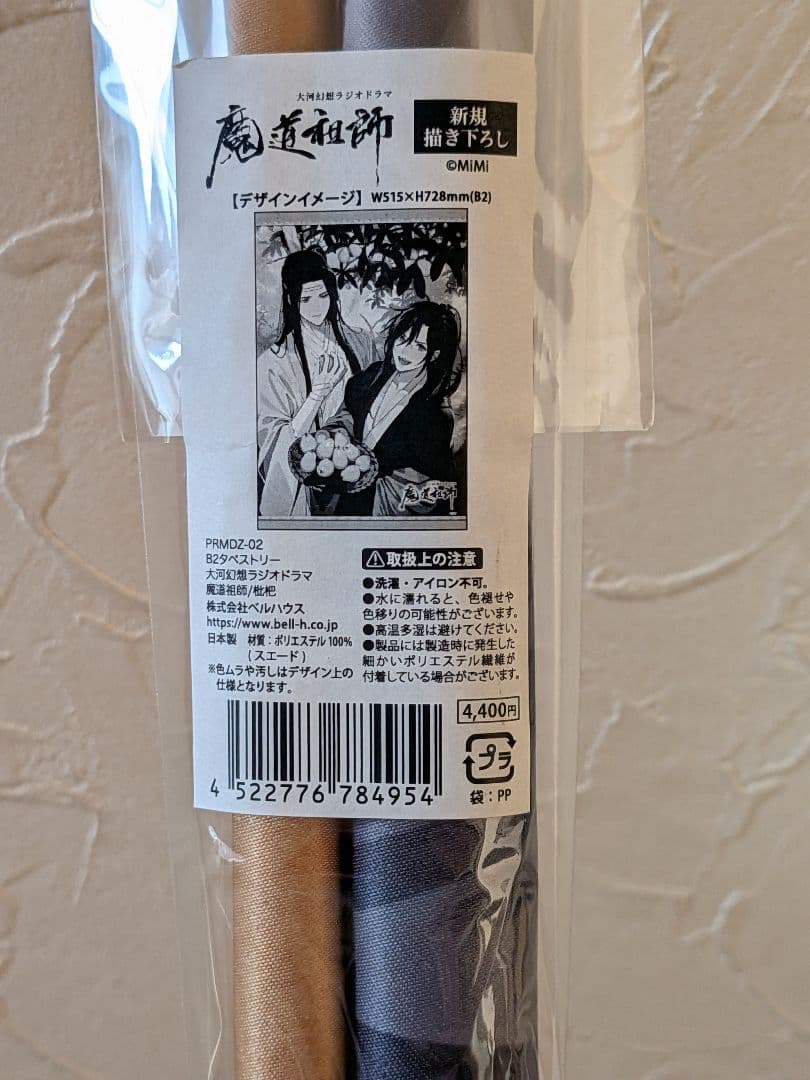 大河幻想ラジオドラマ
魔道祖師
新規
描き下ろし
©MiMi
【デザインイメージ】 W515×H728mm(B2)
魔道祖師
PRMDZ-02
B2タペストリー
大河幻想ラジオドラマ
魔道祖師/枇杷
株式会社ベルハウス
https://www.bell-h.co.jp
日本製 材質:ポリエステル100%
(スエード)
※色ムラや汚しはデザイン上の
仕様となります。
取扱上の注意
●洗濯・アイロン不可。
●水に濡れると、色褪せや
色移りの可能性がございます。
●高温多湿は避けてください。
●製品には製造時に発生した
細かいポリエステル繊維が
付着している場合がございます。
4,400円
プラ
袋:PP
4 522776 784954